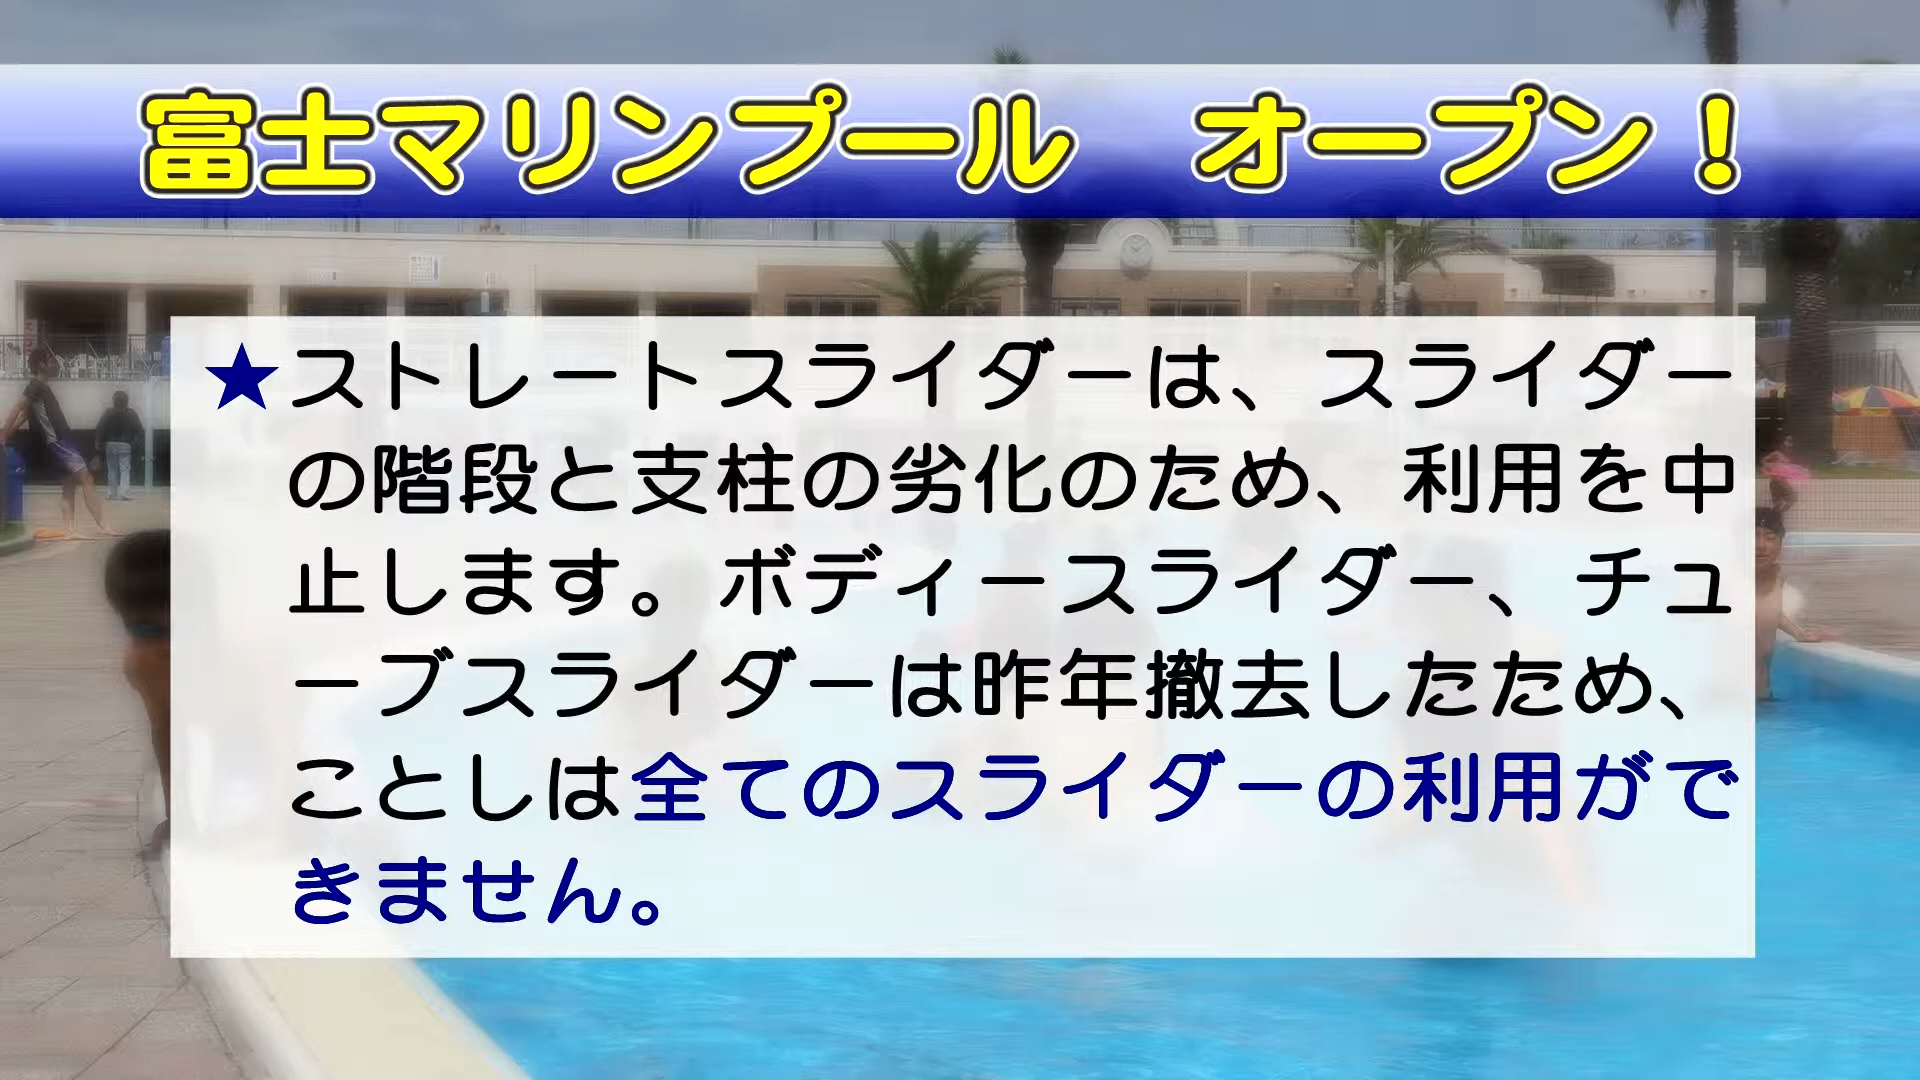 富士マリンプール　オープン！
★ストレートスライダーは、スライダー
の階段と支柱の劣化のため、利用を中
止します。ボディースライダー、チュ
ーブスライダーは昨年撤去したため、
ことしは全てのスライダーの利用がで
きません。